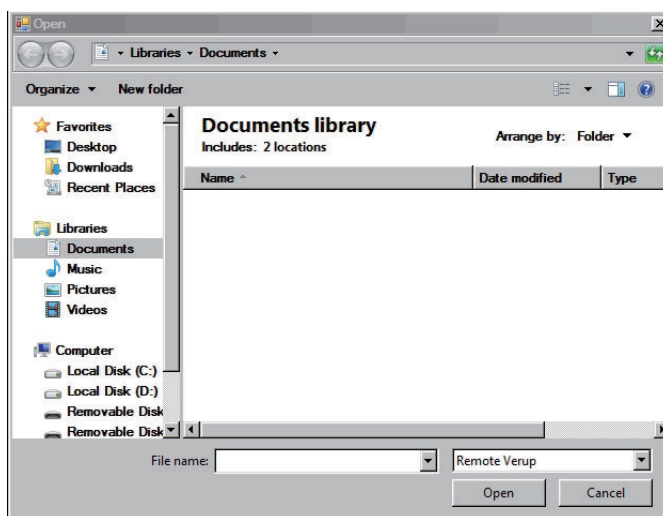 Open
Libraries Documents
Organize New folder
Favorites
Desktop
Downloads
Recent Places
Libraries
Documents
Music
Pictures
Videos
Computer
Local Disk (C:)
Local Disk (D:)
Removable Disk
Removable Disk
Documents library
Includes: 2 locations
Arrange by: Folder
Name Date modified Type
File name:
Remote Verup
Open Cancel